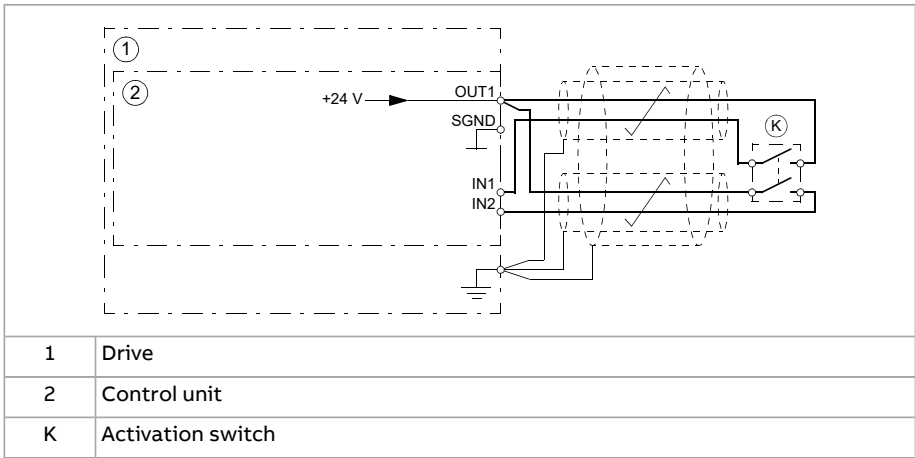 1
2
+24 V
OUT1
SGND
K
IN1
IN2
1 Drive
2 Control unit
K Activation switch